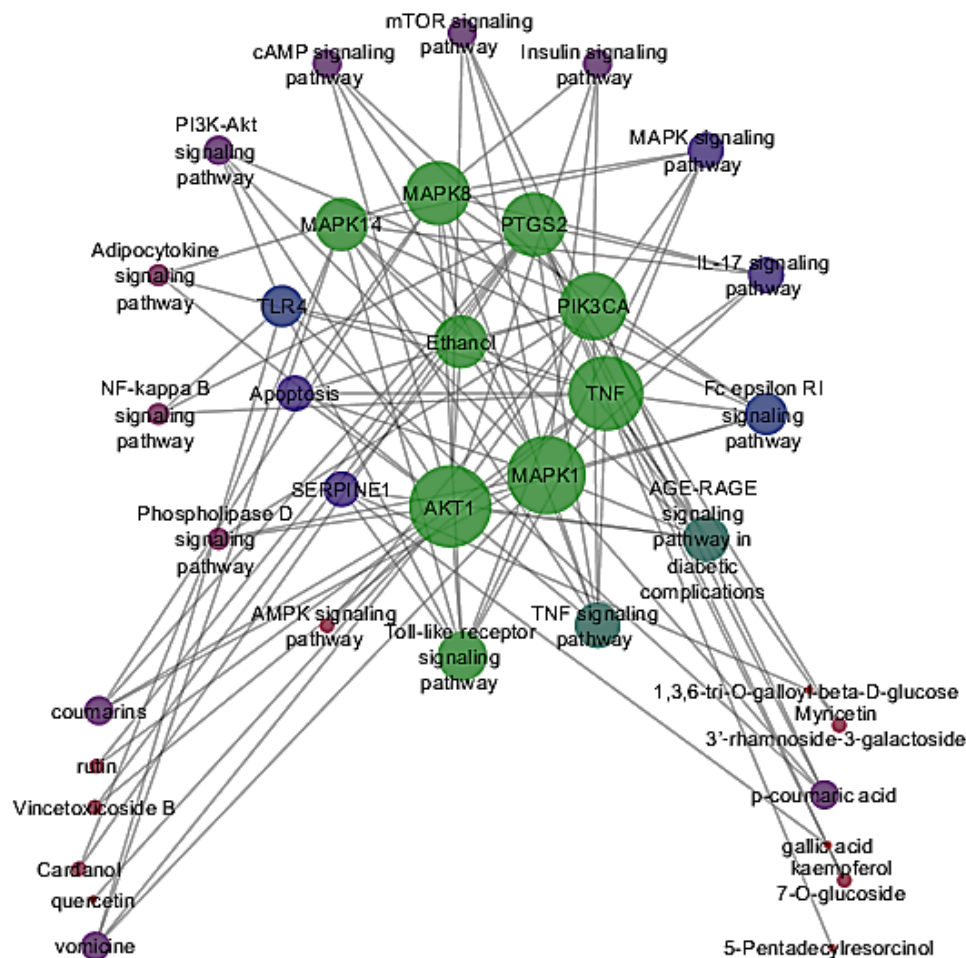 mTOR signaling
pathway
cAMP signaling
pathway
Insulin signaling
pathway
PI3K-Akt
signaling
pathway
MAPK signaling
pathway
MAPK8
MAPK14
PTGS2
Adipocytokine
signaling
pathway
IL-17 signaling
pathway
TLR4
PIK3CA
Ethanol
NF-kappa B
signaling
pathway
Apoptosis
TNF
Fc epsilon RI
signaling
pathway
MAPK1
SERPINE1
AKT1
AGE-RAGE
signaling
pathway in
diabetic
complications
Phospholipase D
signaling
pathway
AMPK signaling
pathway
Toll-like receptor
signaling
pathway
TNF signaling
pathway
coumarins
rutin
Vincetoxicoside B
Cardanol
quercetin
vomicine
1,3,6-tri-O-galloyl-beta-D-glucose
Myricetin
3'-rhamnoside-3-galactoside
p-coumaric acid
gallic acid
kaempferol
7-O-glucoside
5-Pentadecylresorcinol